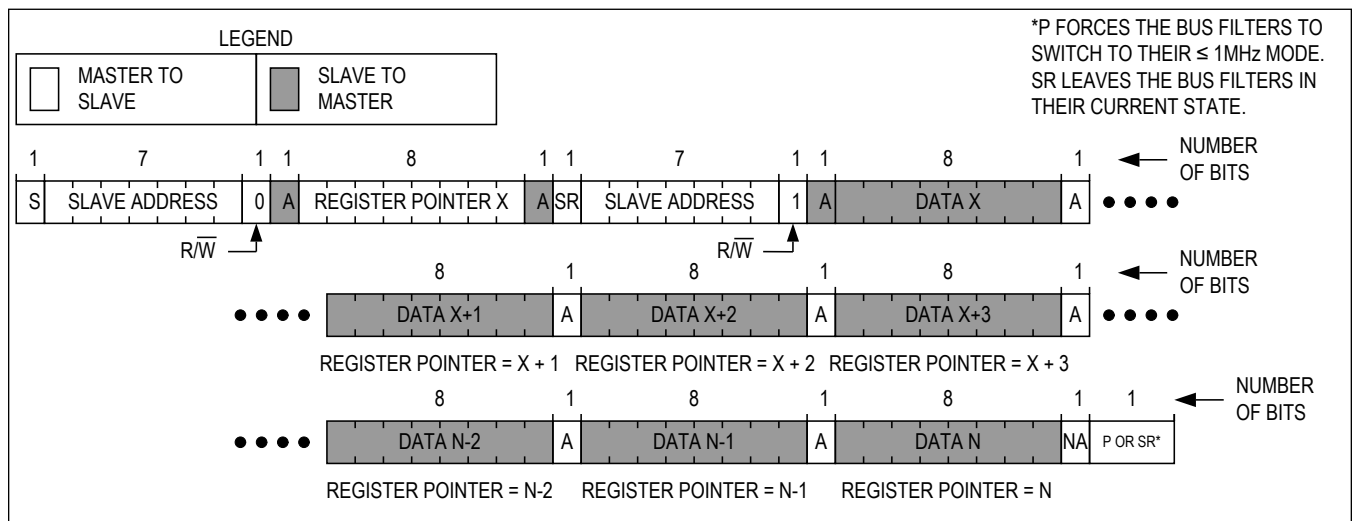 LEGEND
MASTER TO
SLAVE
SLAVE TO
MASTER
*P FORCES THE BUS FILTERS TO
SWITCH TO THEIR ≤ 1MHz MODE.
SR LEAVES THE BUS FILTERS IN
THEIR CURRENT STATE.
1 7 1 1 8 1 1 7 1 1 8 1 NUMBER
OF BITS
S SLAVE ADDRESS 0 A REGISTER POINTER X A SR SLAVE ADDRESS 1 A DATA X A
R/W̅ R/W̅
8 1 8 1 8 1 NUMBER
OF BITS
DATA X+1 A DATA X+2 A DATA X+3 A
REGISTER POINTER = X + 1 REGISTER POINTER = X + 2 REGISTER POINTER = X + 3
8 1 8 1 8 1 1 NUMBER
OF BITS
DATA N-2 A DATA N-1 A DATA N NA P OR SR*
REGISTER POINTER = N-2 REGISTER POINTER = N-1 REGISTER POINTER = N